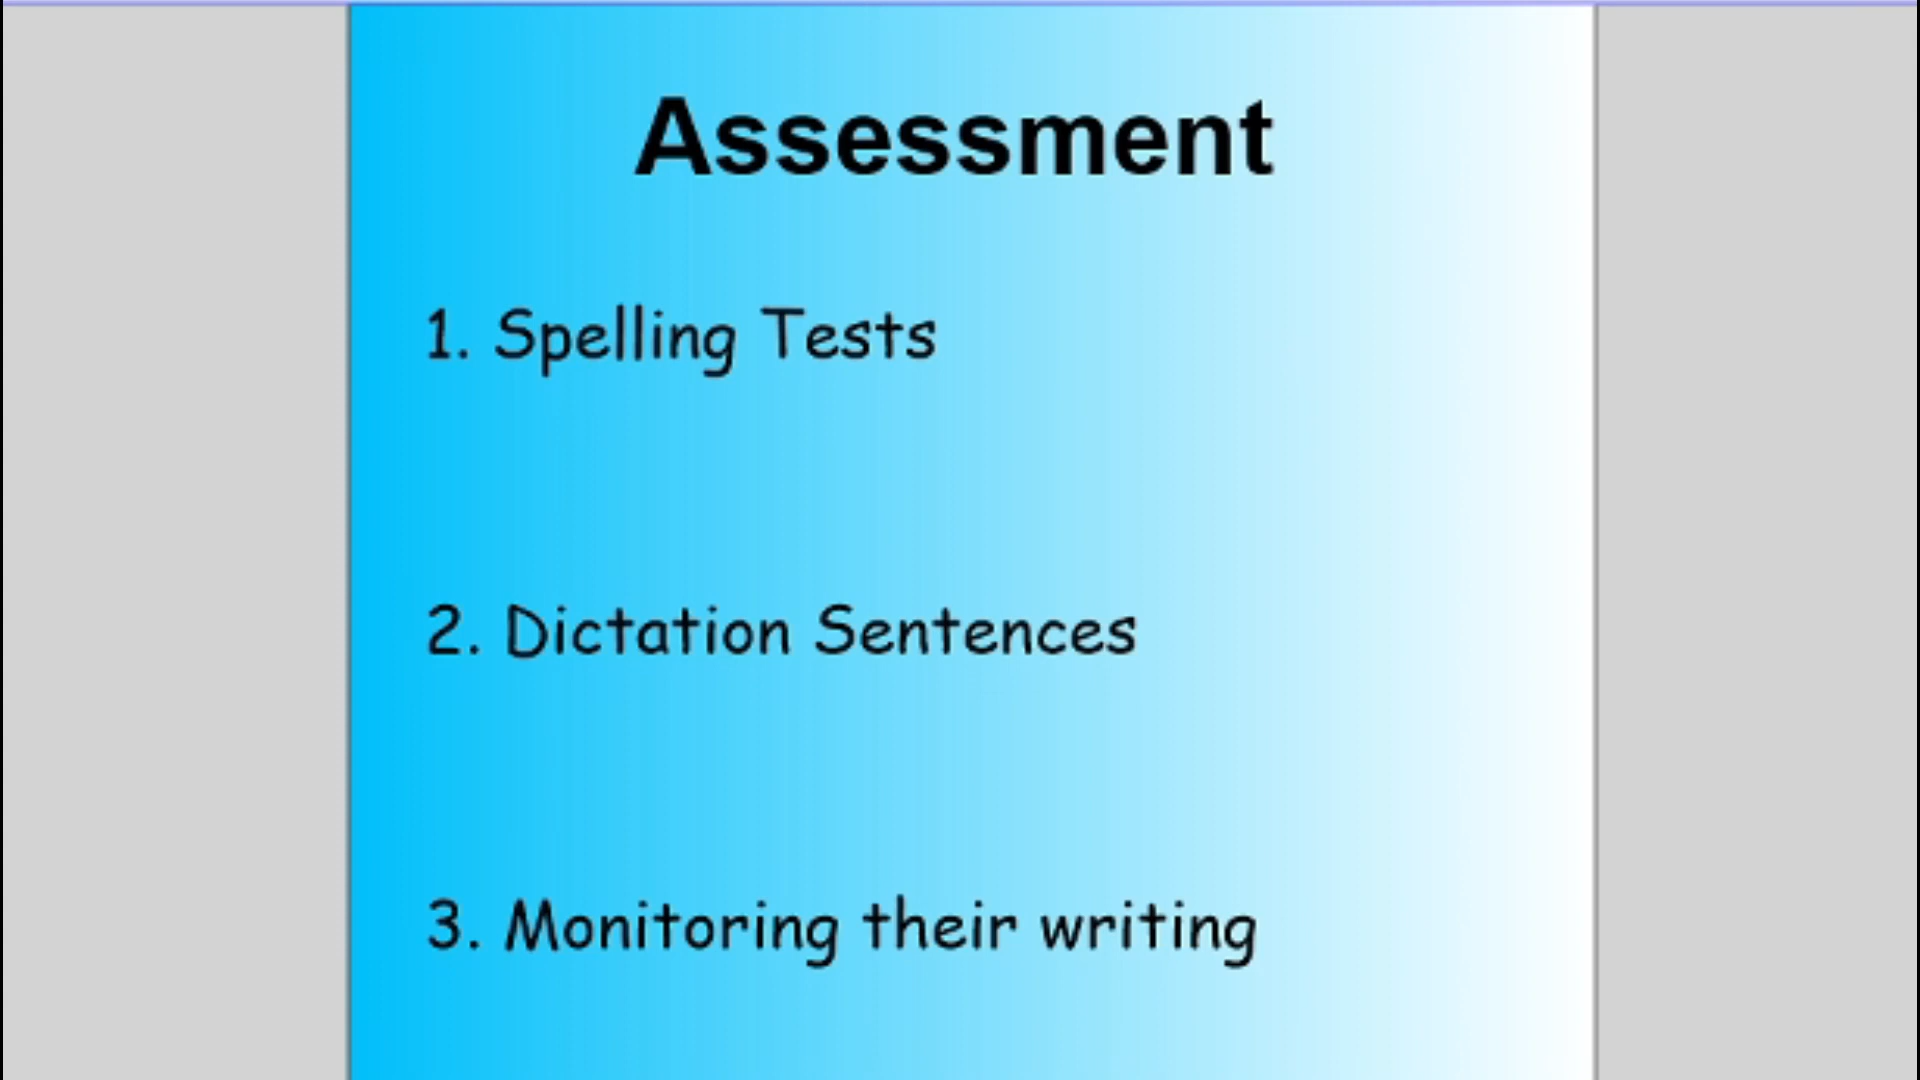 Assessment
1. Spelling Tests
2. Dictation Sentences
3. Monitoring their writing